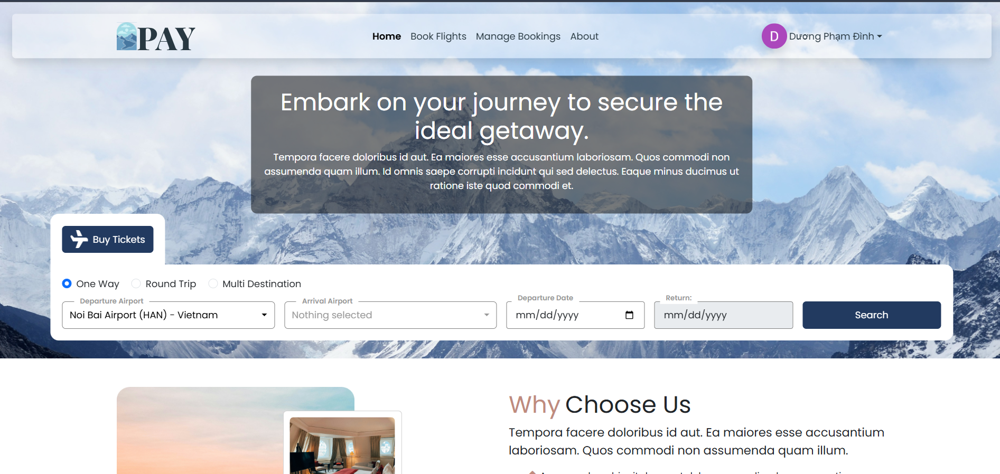 PAY
Home Book Flights Manage Bookings About
D Dương Phạm Đình
Embark on your journey to secure the
ideal getaway.
Tempora facere doloribus id aut. Ea maiores esse accusantium laboriosam. Quos commodi non
assumenda quam illum. Id omnis saepe corrupti incidunt qui sed delectus. Eaque minus ducimus ut
ratione iste quod commodi et.
Buy Tickets
One Way Round Trip Multi Destination
Departure Airport
Noi Bai Airport (HAN) - Vietnam
Arrival Airport
Nothing selected
Departure Date
mm/dd/yyyy
Return:
mm/dd/yyyy
Search
Why Choose Us
Tempora facere doloribus id aut. Ea maiores esse accusantium
laboriosam. Quos commodi non assumenda quam illum.